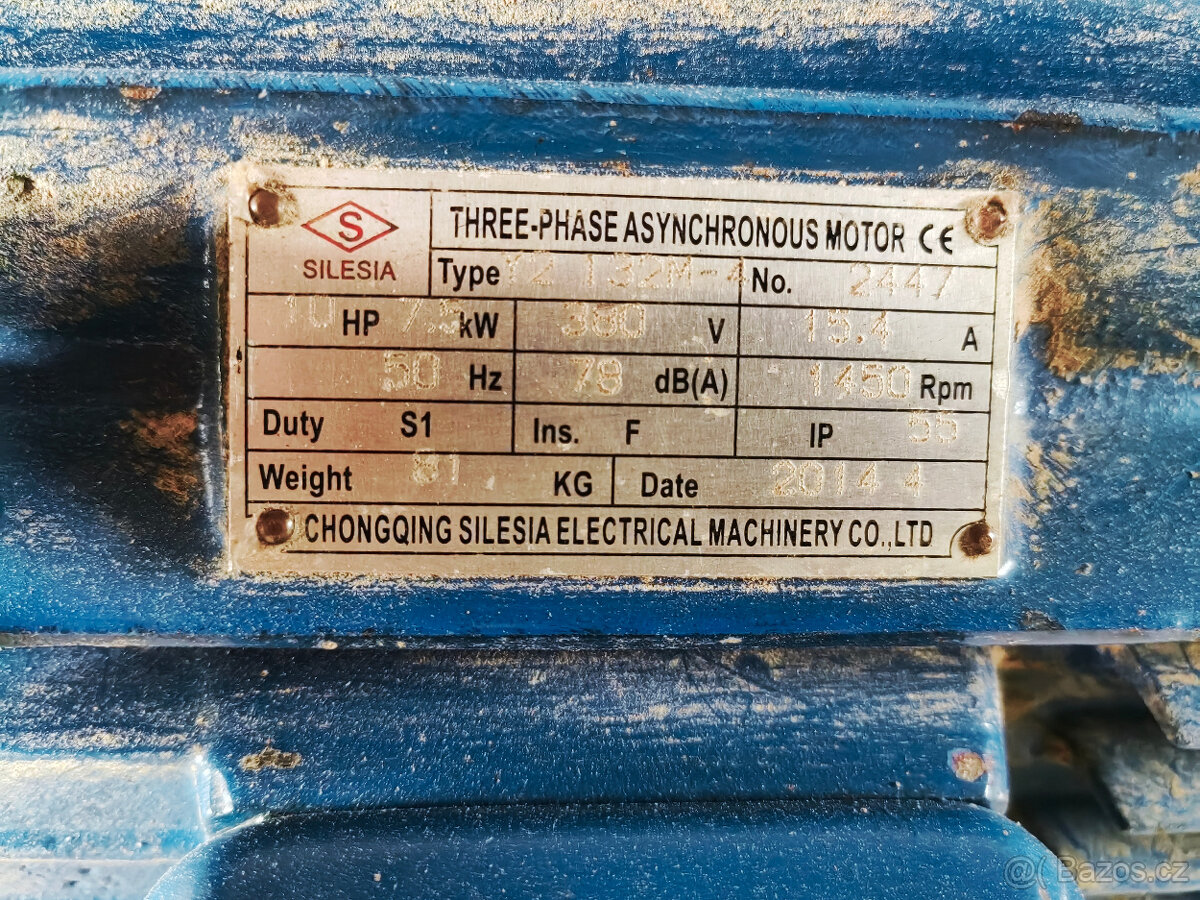 S
SILESIA
THREE-PHASE ASYNCHRONOUS MOTOR CE
Type Y2 132M-4 No. 2447
10 HP 7.5 kW 380 V 15.4 A
50 Hz 78 dB(A) 1450 Rpm
Duty S1 Ins. F IP 55
Weight 81 KG Date 2014 4
CHONGQING SILESIA ELECTRICAL MACHINERY CO.,LTD
@( Bazos.cz